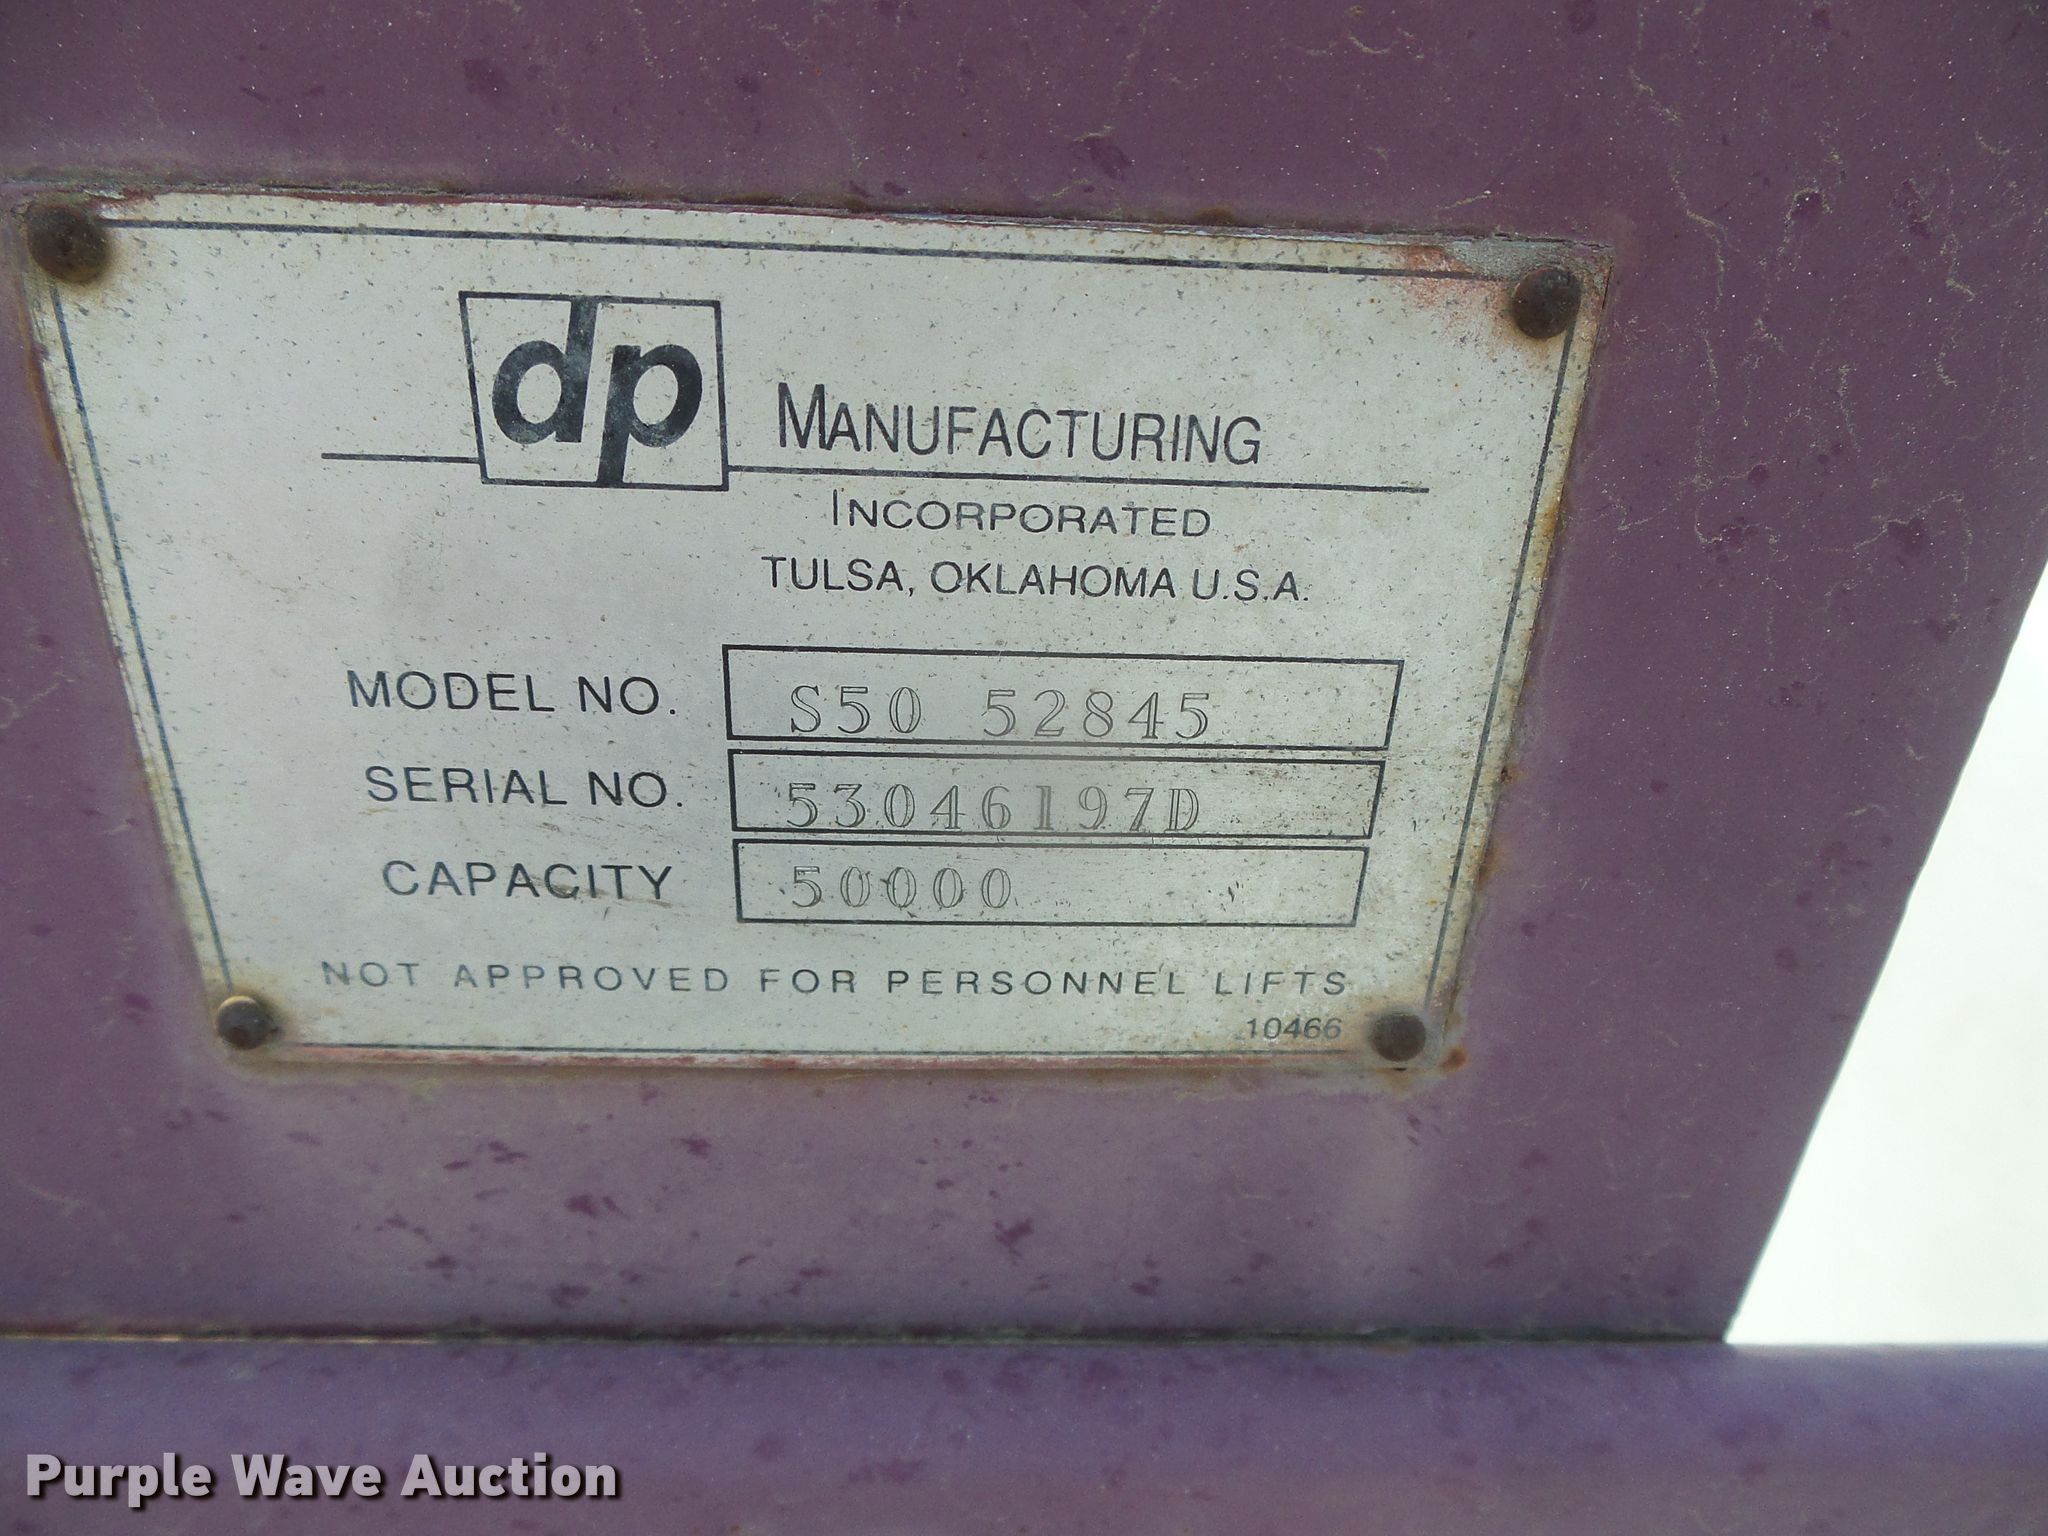 dp MANUFACTURING
INCORPORATED
TULSA, OKLAHOMA U.S.A.
MODEL NO. S50 52845
SERIAL NO. 53046197D
CAPACITY 50000
NOT APPROVED FOR PERSONNEL LIFTS
10466
Purple Wave Auction